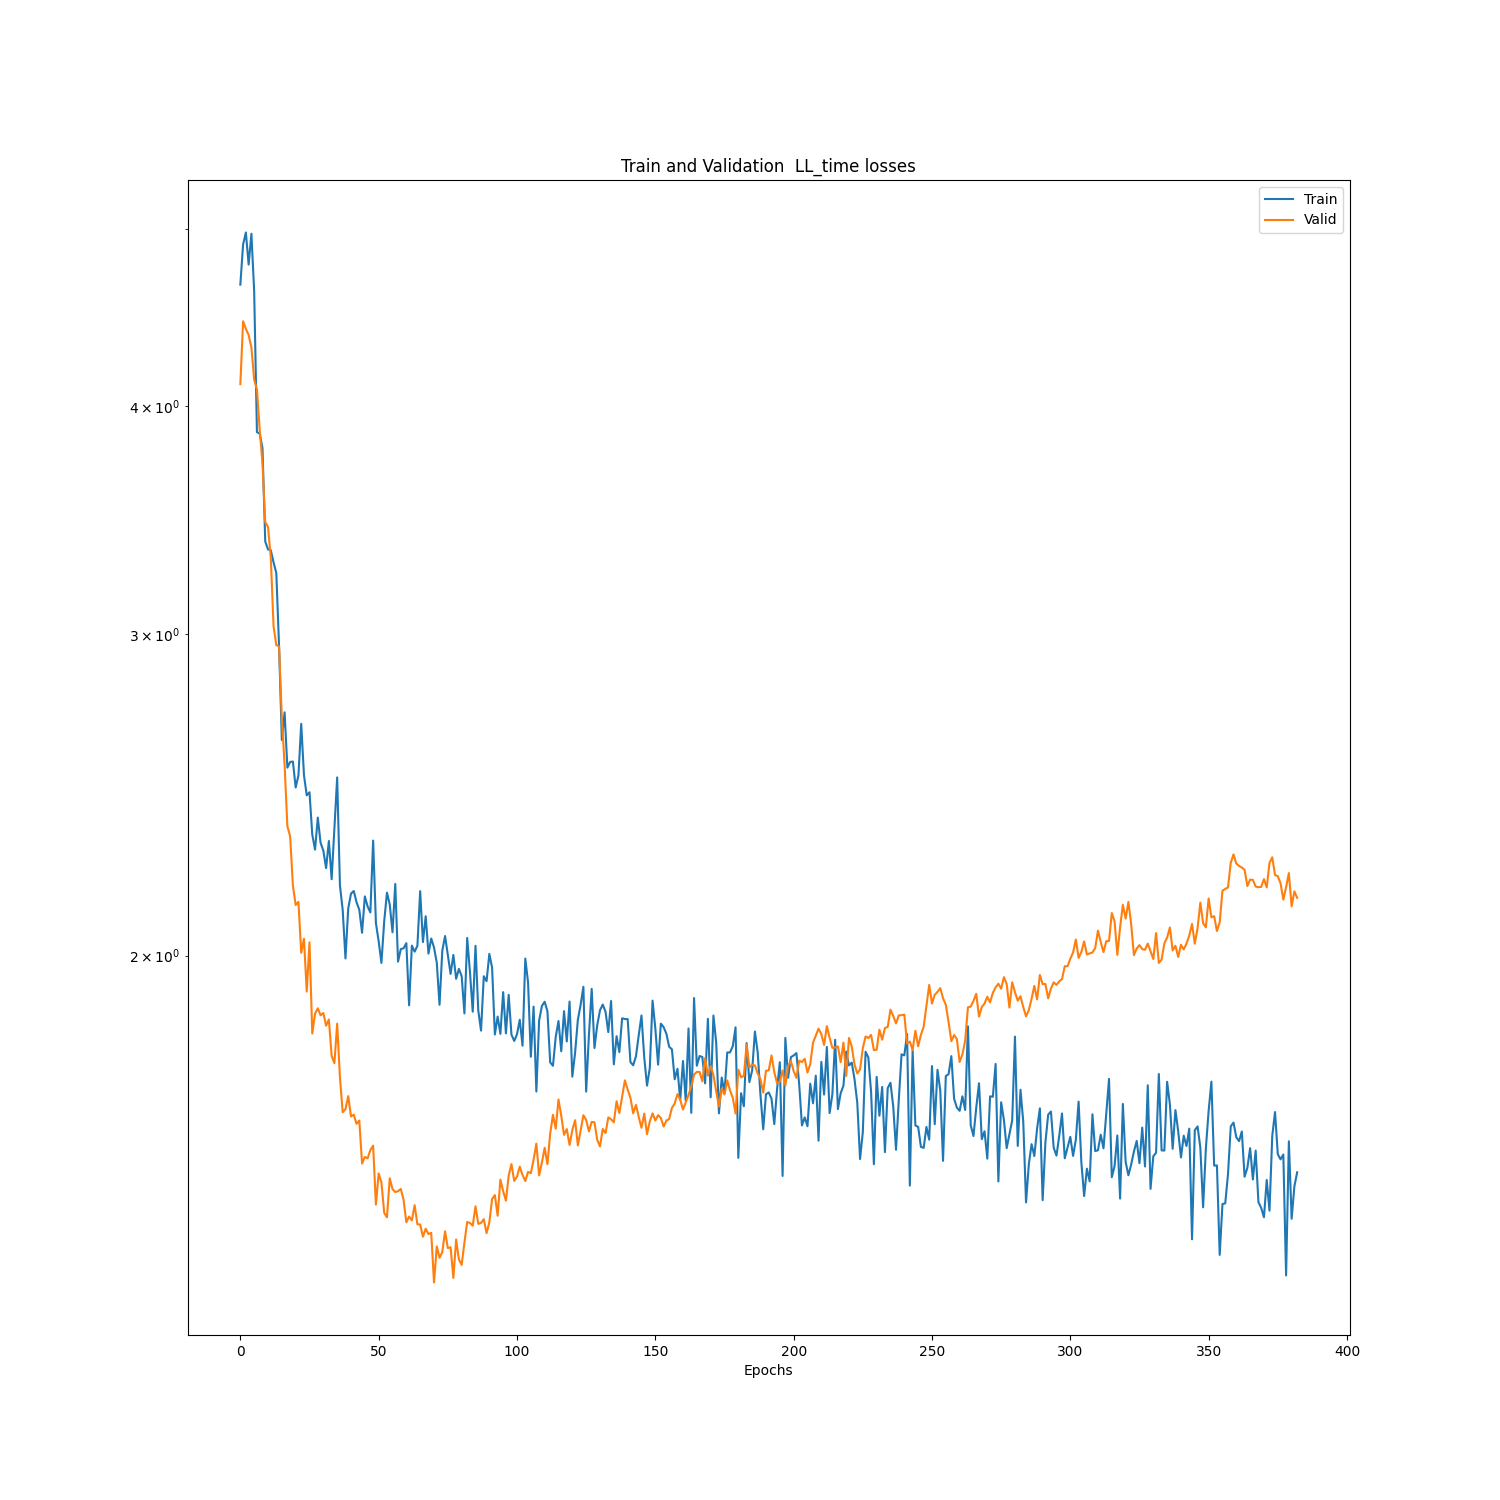 Train and Validation  LL_time losses
Train
Valid
4 × 10⁰
3 × 10⁰
2 × 10⁰
0 50 100 150 200 250 300 350 400
Epochs